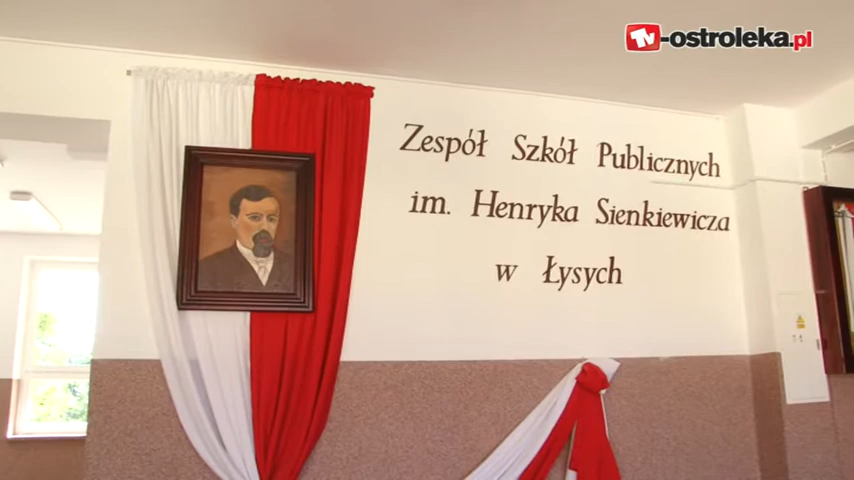 TV-ostroleka.pl
Zespół Szkół Publicznych
im. Henryka Sienkiewicza
w Łysych